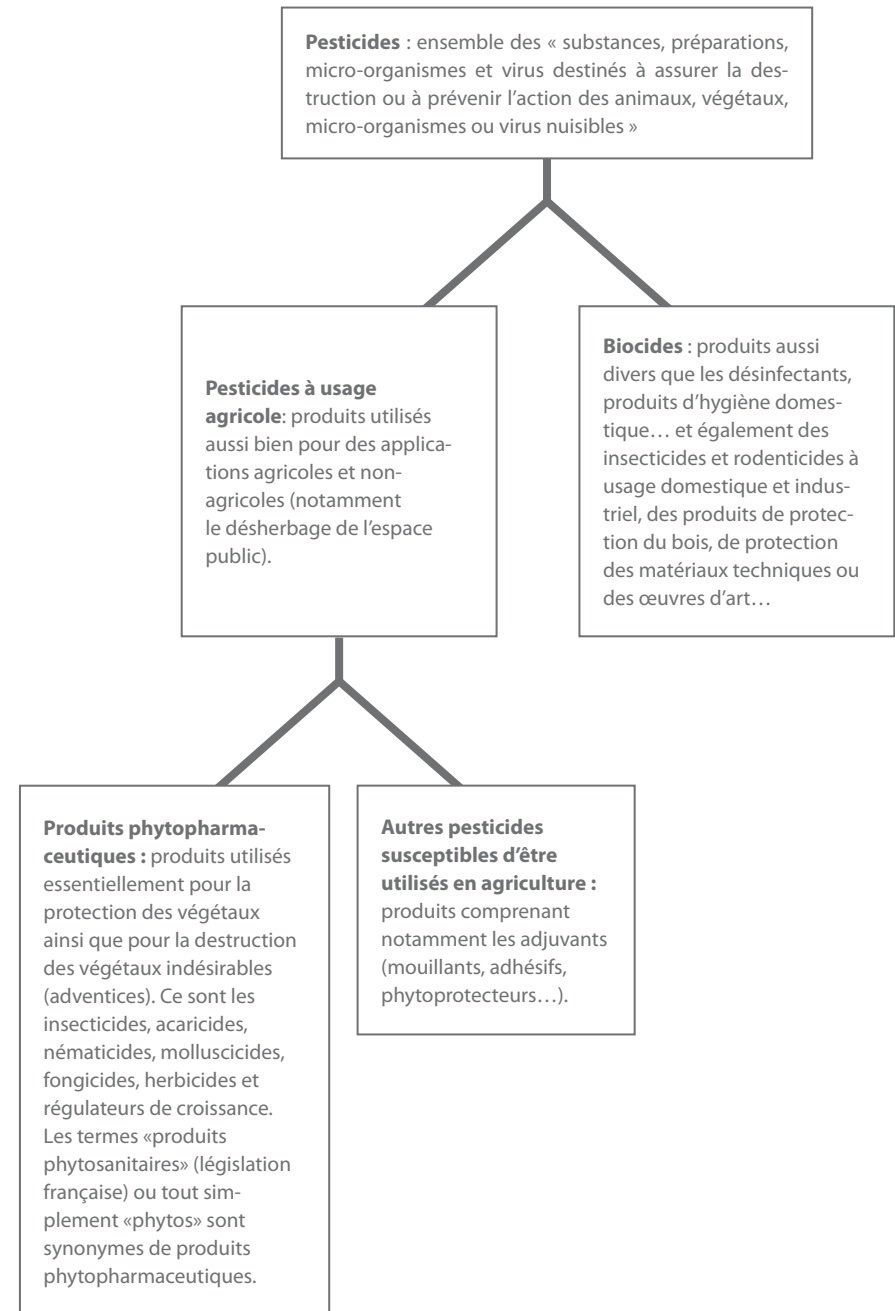 Pesticides : ensemble des « substances, préparations,
micro-organismes et virus destinés à assurer la des-
truction ou à prévenir l’action des animaux, végétaux,
micro-organismes ou virus nuisibles »
Pesticides à usage
agricole: produits utilisés
aussi bien pour des applica-
tions agricoles et non-
agricoles (notamment
le désherbage de l’espace
public).
Biocides : produits aussi
divers que les désinfectants,
produits d’hygiène domes-
tique… et également des
insecticides et rodenticides à
usage domestique et indus-
triel, des produits de protec-
tion du bois, de protection
des matériaux techniques ou
des œuvres d’art…
Produits phytopharma-
ceutiques : produits utilisés
essentiellement pour la
protection des végétaux
ainsi que pour la destruction
des végétaux indésirables
(adventices). Ce sont les
insecticides, acaricides,
nématicides, molluscicides,
fongicides, herbicides et
régulateurs de croissance.
Les termes «produits
phytosanitaires» (législation
française) ou tout sim-
plement «phytos» sont
synonymes de produits
phytopharmaceutiques.
Autres pesticides
susceptibles d’être
utilisés en agriculture :
produits comprenant
notamment les adjuvants
(mouillants, adhésifs,
phytoprotecteurs…).